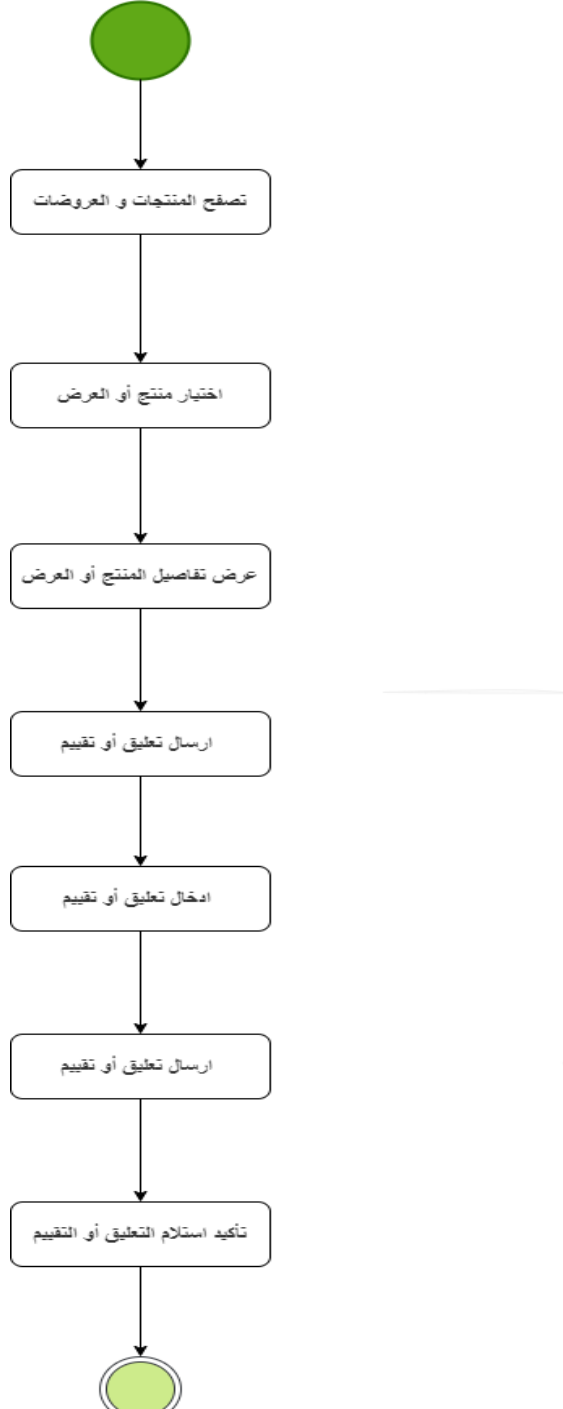 تصفح المنتجات و العروضات
اختيار منتج أو العرض
عرض تفاصيل المنتج أو العرض
ارسال تعليق أو تقييم
ادخال تعليق أو تقييم
ارسال تعليق أو تقييم
تأكيد استلام التعليق أو التقييم